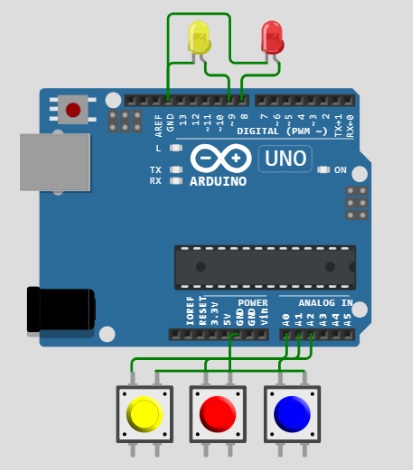 AREF
GND
13
12
~11
~10
~9
8
7
~6
~5
4
~3
2
TX→1
RX←0
DIGITAL (PWM ~)
L
TX
RX
ARDUINO
UNO
ON
POWER
ANALOG IN
IOREF
RESET
3.3V
5V
GND
GND
Vin
A0
A1
A2
A3
A4
A5